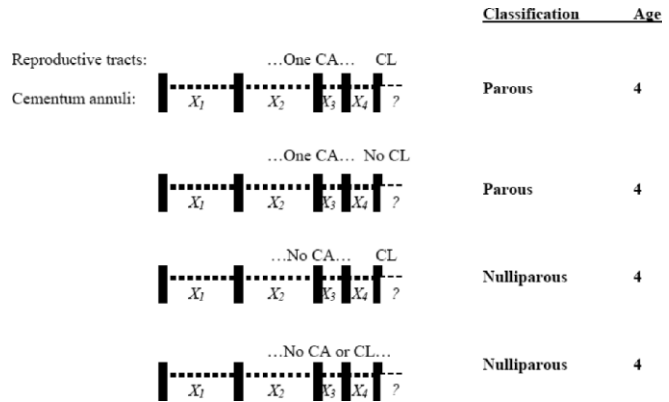 Classification Age
Reproductive tracts: ...One CA... CL
Cementum annuli: X1 X2 X3 X4 ? Parous 4
...One CA... No CL
X1 X2 X3 X4 ? Parous 4
...No CA... CL
X1 X2 X3 X4 ? Nulliparous 4
...No CA or CL...
X1 X2 X3 X4 ? Nulliparous 4